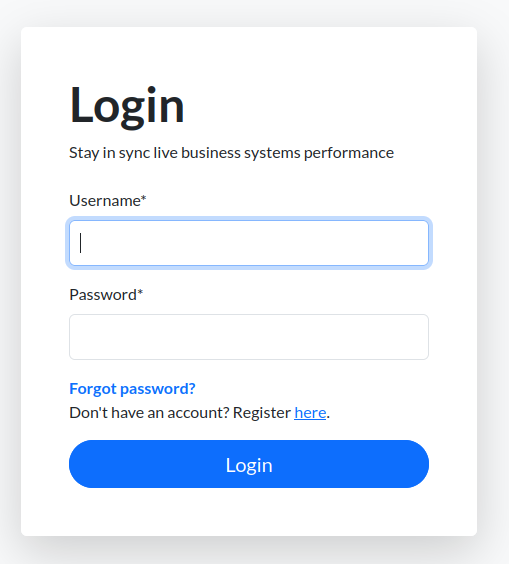 Login
Stay in sync live business systems performance
Username*
Password*
Forgot password?
Don't have an account? Register here.
Login